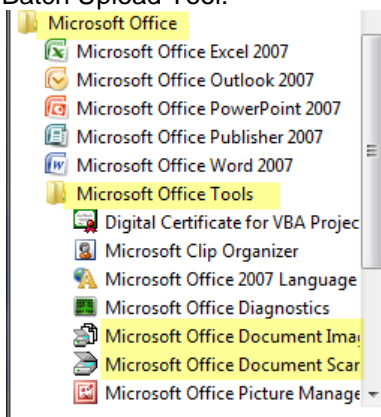 Batch Upload Tool.
Microsoft Office
Microsoft Office Excel 2007
Microsoft Office Outlook 2007
Microsoft Office PowerPoint 2007
Microsoft Office Publisher 2007
Microsoft Office Word 2007
Microsoft Office Tools
Digital Certificate for VBA Projec
Microsoft Clip Organizer
Microsoft Office 2007 Language
Microsoft Office Diagnostics
Microsoft Office Document Ima
Microsoft Office Document Scar
Microsoft Office Picture Manage